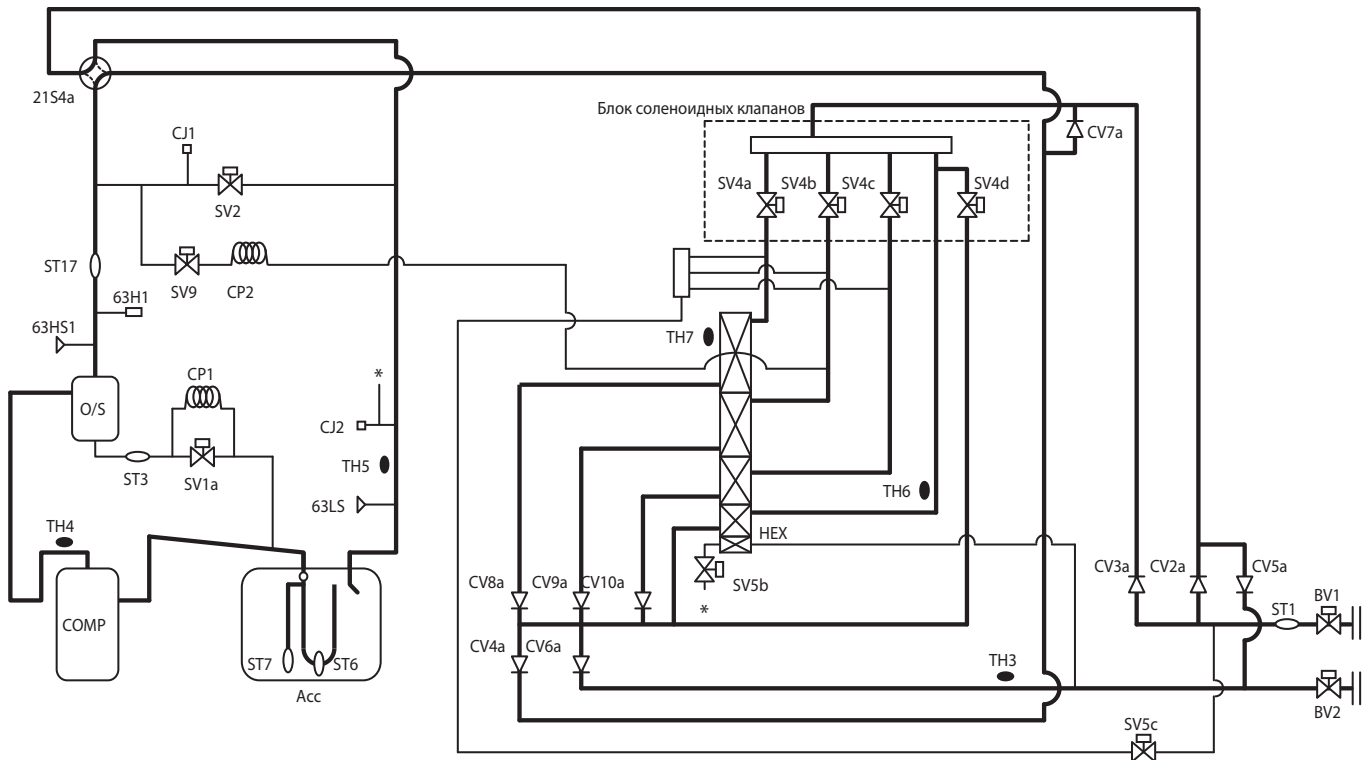 21S4a
Блок соленоидных клапанов
CJ1
CV7a
SV4a
SV4b
SV4c
SV4d
SV2
ST17
SV9
CP2
63H1
63HS1
TH7
CP1
*
O/S
CJ2
TH5
ST3
SV1a
TH6
63LS
TH4
HEX
SV5b
CV3a
CV2a
CV5a
CV8a
CV9a
CV10a
*
ST1
BV1
COMP
CV4a
CV6a
ST7
ST6
TH3
Acc
BV2
SV5c